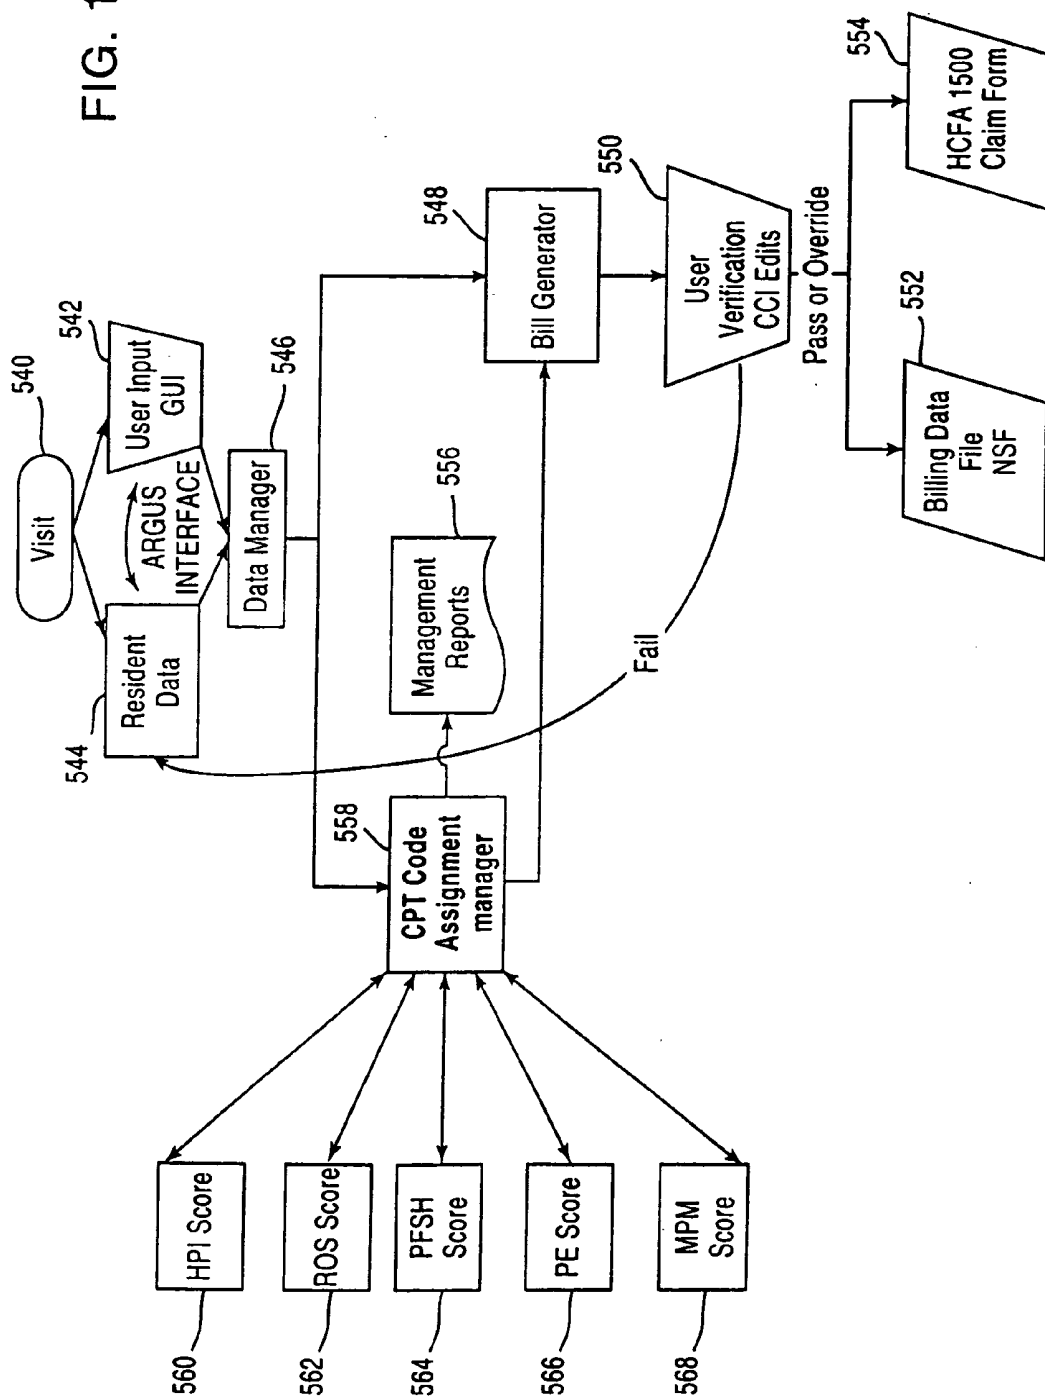 FIG.
540
Visit
544
Resident
Data
ARGUS
INTERFACE
542
User Input
GUI
546
Data Manager
560
HPI Score
562
ROS Score
564
PFSH
Score
566
PE Score
568
MPM
Score
558
CPT Code
Assignment
manager
556
Management
Reports
548
Bill Generator
Fail
550
User
Verification
CCI Edits
Pass or Override
552
Billing Data
File
NSF
554
HCFA 1500
Claim Form